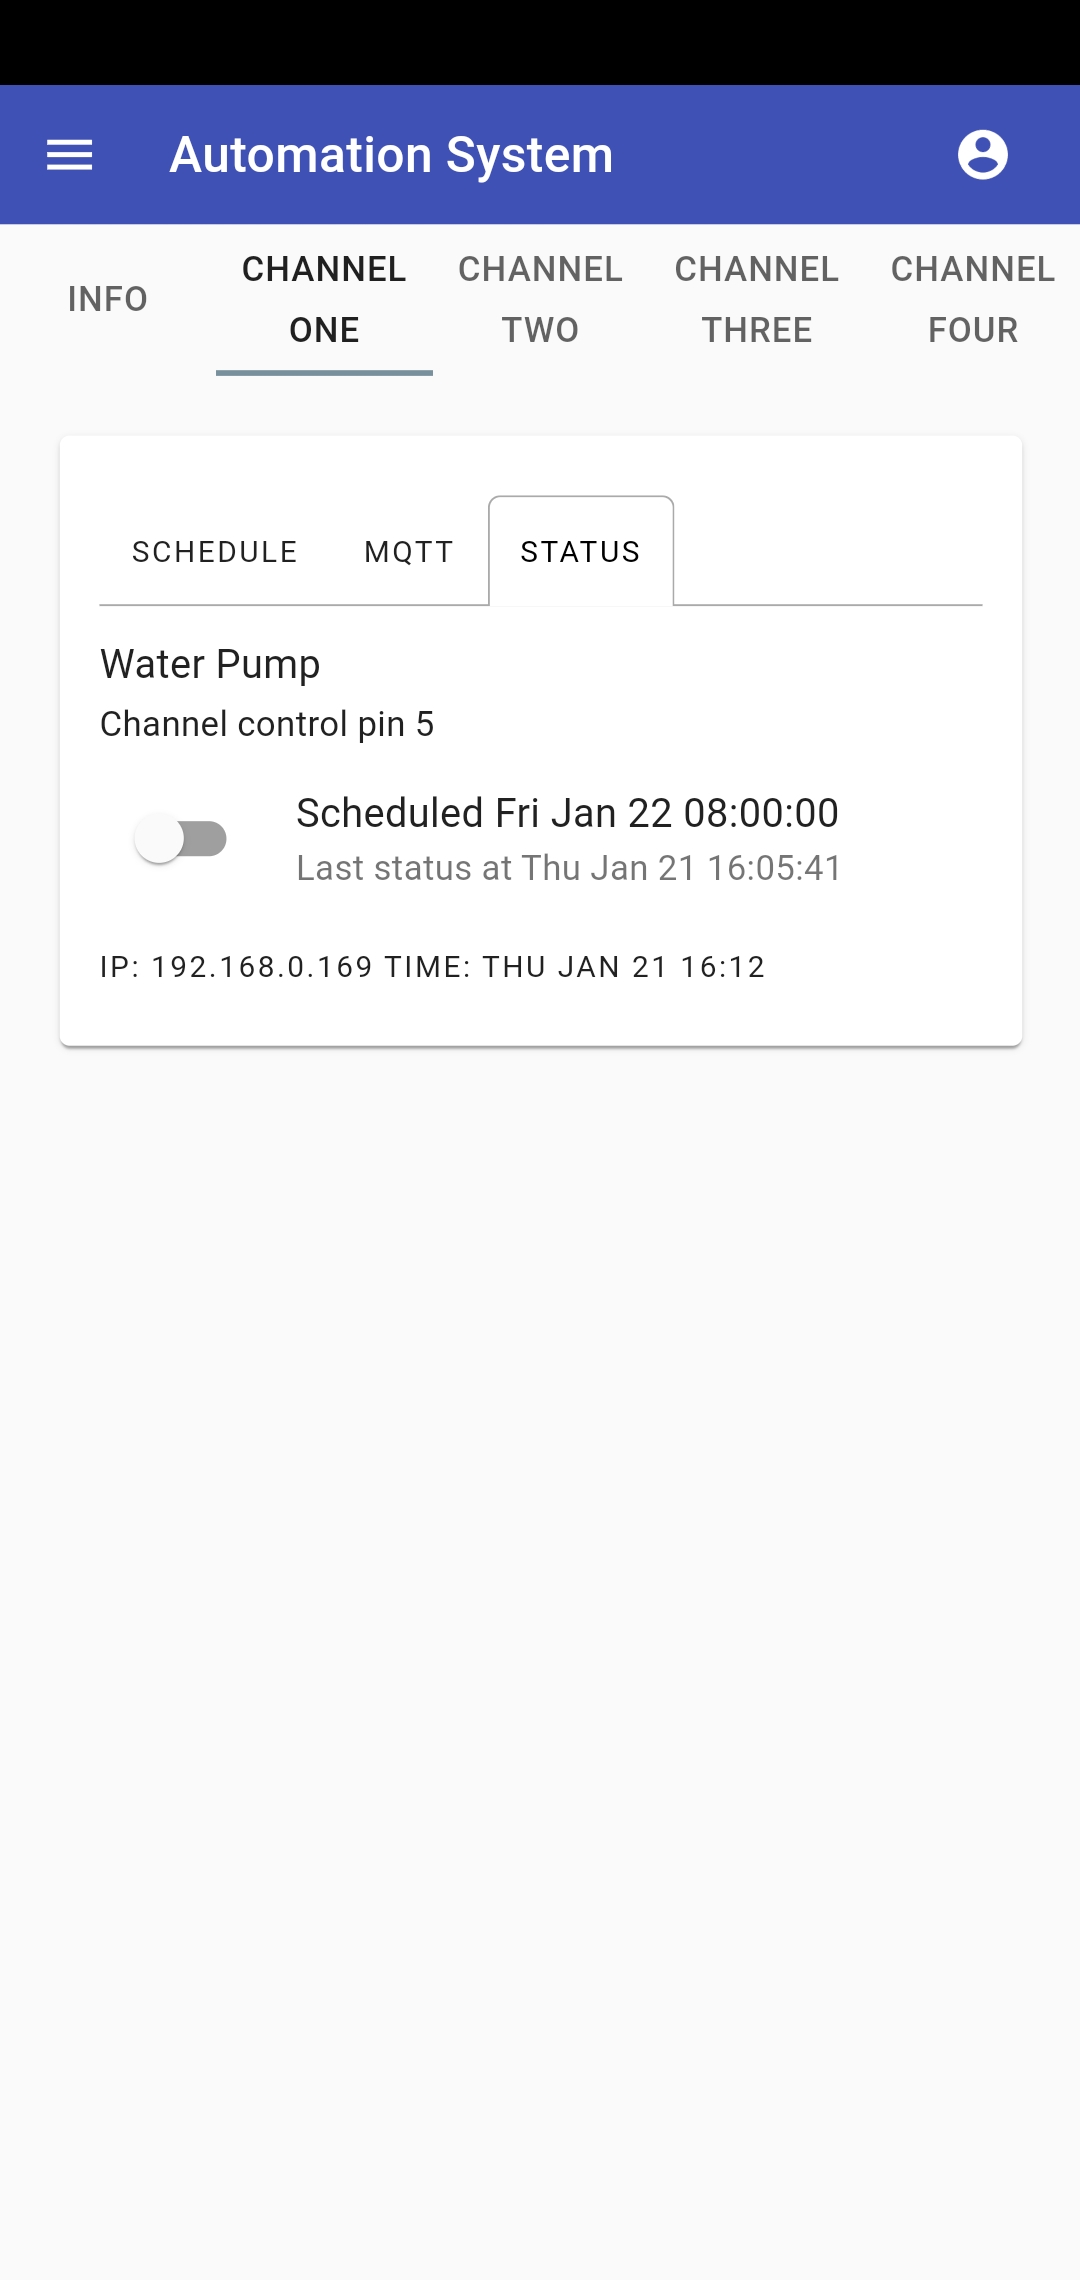 Automation System
INFO
CHANNEL ONE
CHANNEL TWO
CHANNEL THREE
CHANNEL FOUR
SCHEDULE MQTT STATUS
Water Pump
Channel control pin 5
Scheduled Fri Jan 22 08:00:00
Last status at Thu Jan 21 16:05:41
IP: 192.168.0.169 TIME: THU JAN 21 16:12